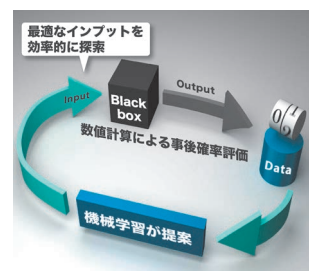 最適なインプットを
効率的に探索
Input
Black
box
Output
数値計算による事後確率評価
Data
機械学習が提案